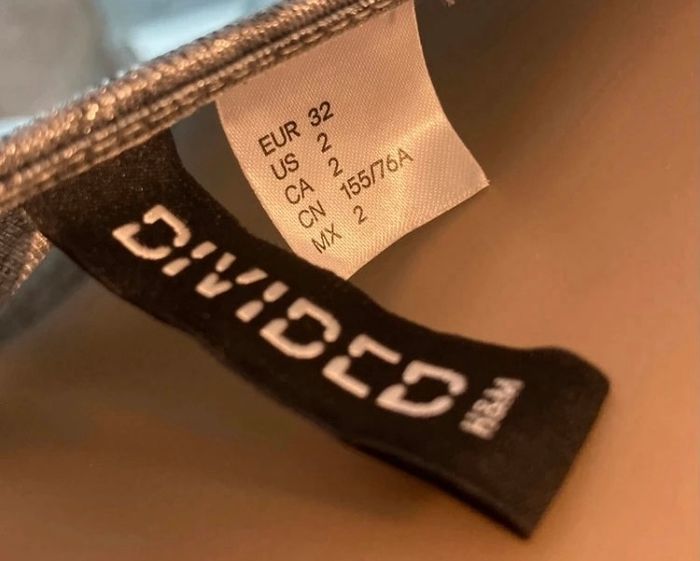 EUR 32
US 2
CA 2
CN 155/76A
MX 2
DIVIDED
H&M